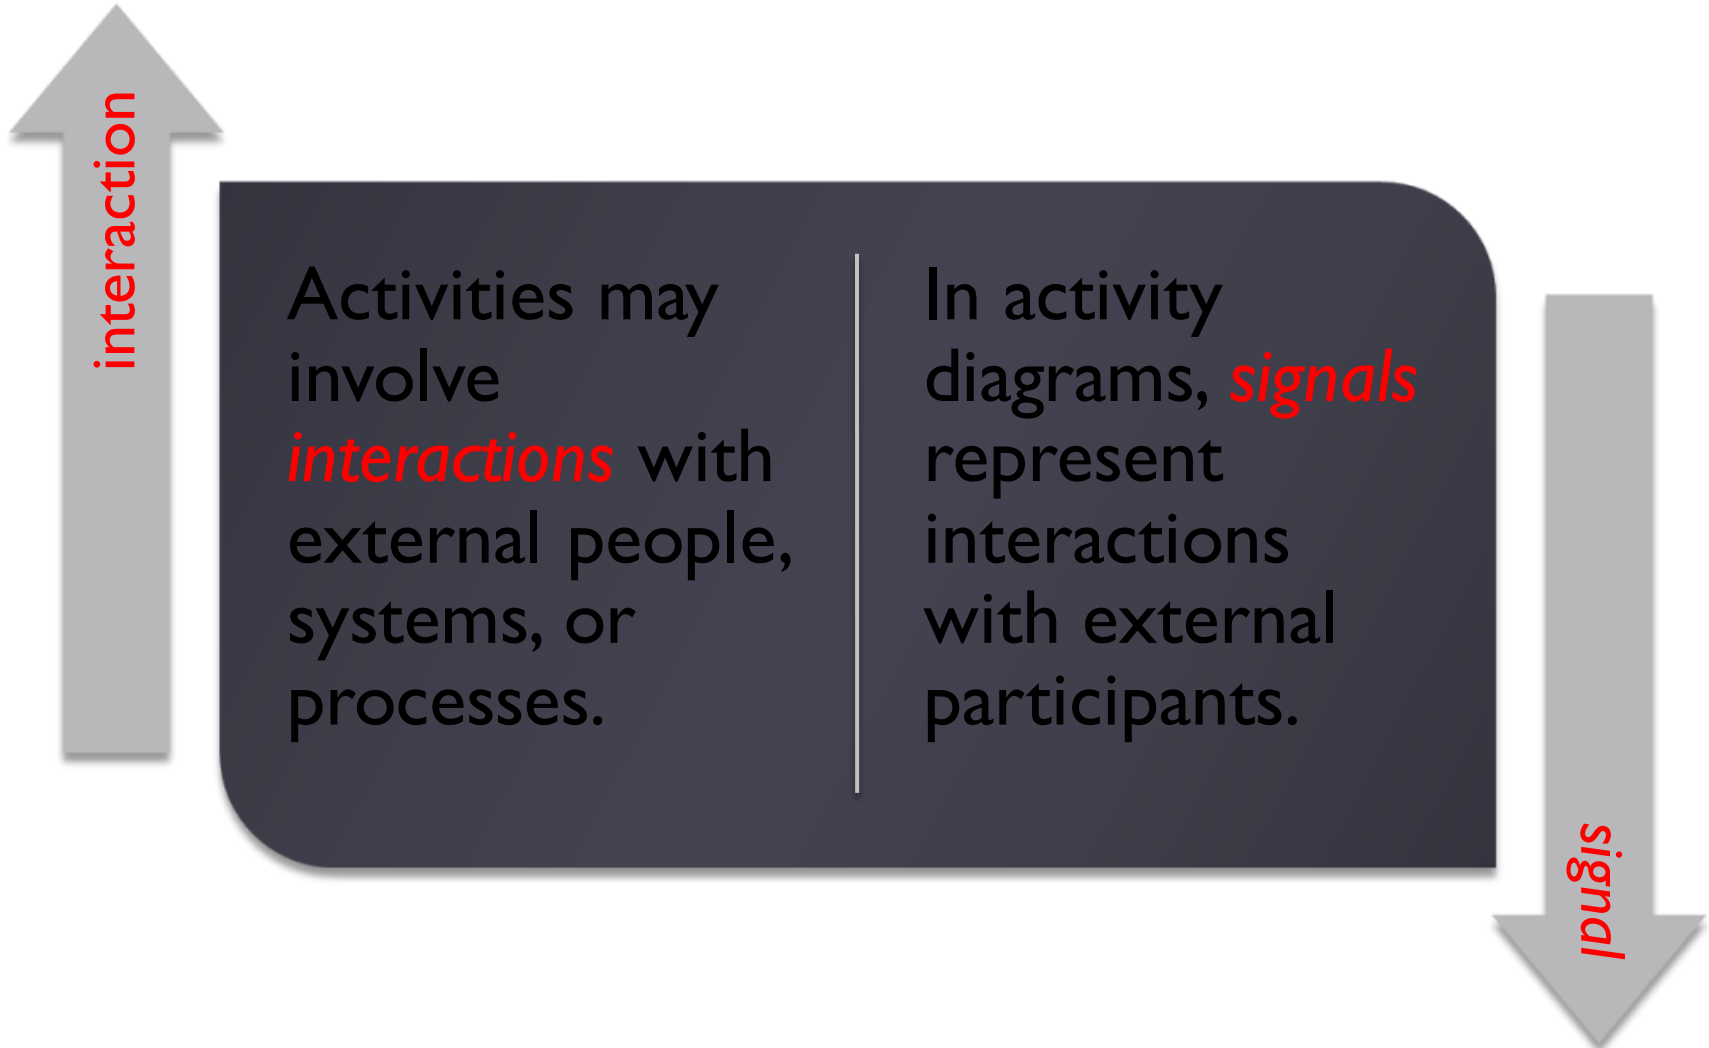 interaction
Activities may
involve
interactions with
external people,
systems, or
processes.
In activity
diagrams, signals
represent
interactions
with external
participants.
signal